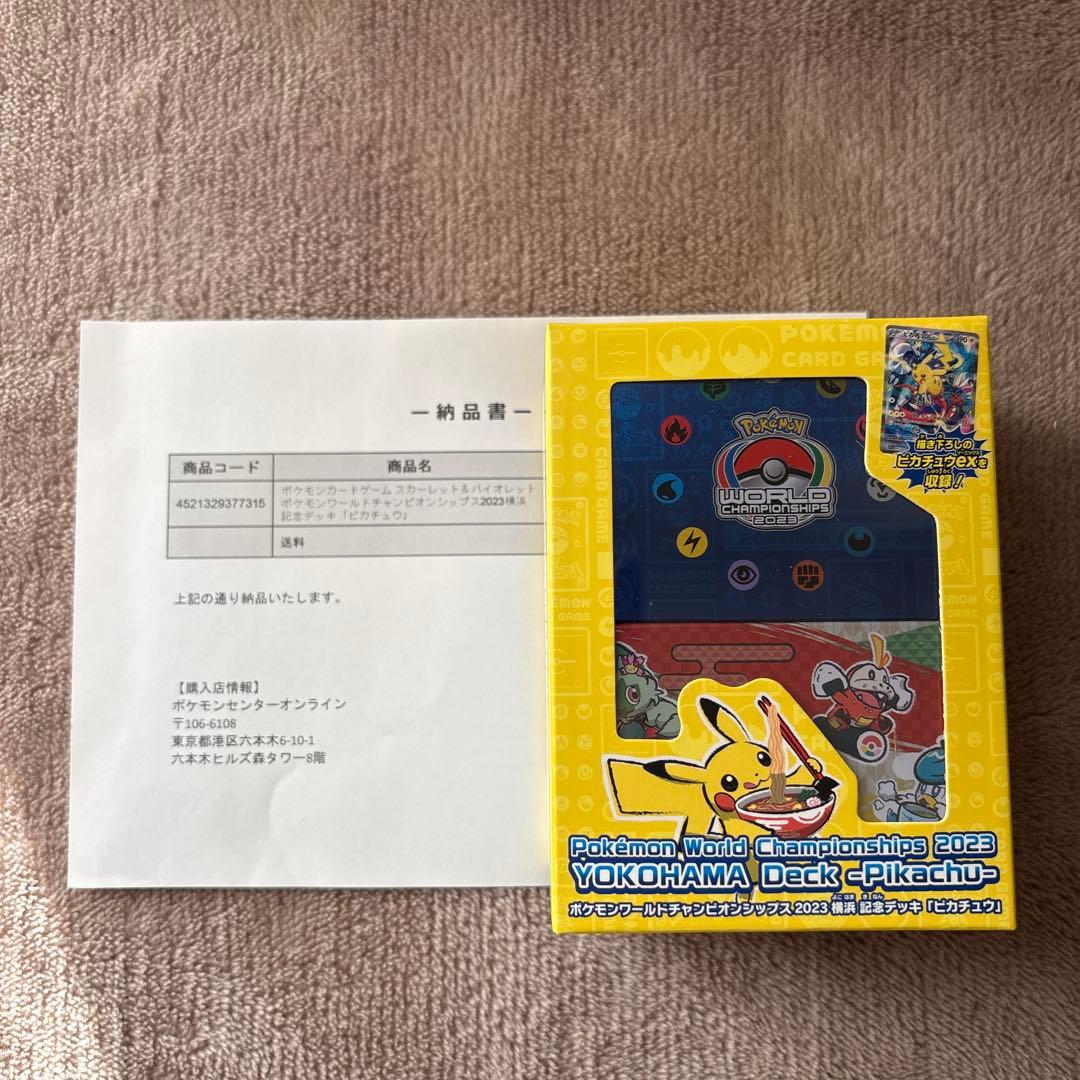 ー納品書ー
商品コード 商品名
4521329377315
ポケモンカードゲーム スカーレット＆バイオレット
ポケモンワールドチャンピオンシップス2023横浜
記念デッキ「ピカチュウ」
送料
上記の通り納品いたします。
【購入店情報】
ポケモンセンターオンライン
〒106-6108
東京都港区六本木6-10-1
六本木ヒルズ森タワー8階
POKÉMON
CARD GA
描き下ろしの
ピカチュウexを
収録！
POKÉMON
WORLD
CHAMPIONSHIPS
2023
Pokémon World Championships 2023
YOKOHAMA Deck -Pikachu-
ポケモンワールドチャンピオンシップス2023 横浜 記念デッキ「ピカチュウ」